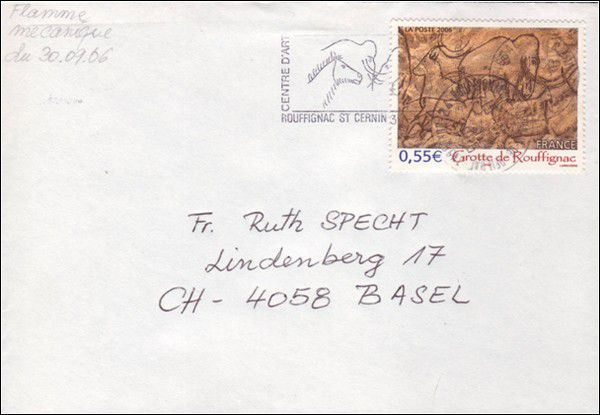 Flamme
mécanique
du 30.09.06
CENTRE D'ART
ROUFFIGNAC ST CERNIN
LA POSTE 2006
FRANCE
0,55€ Grotte de Rouffignac
Fr. Ruth SPECHT
Lindenberg 17
CH - 4058 BASEL